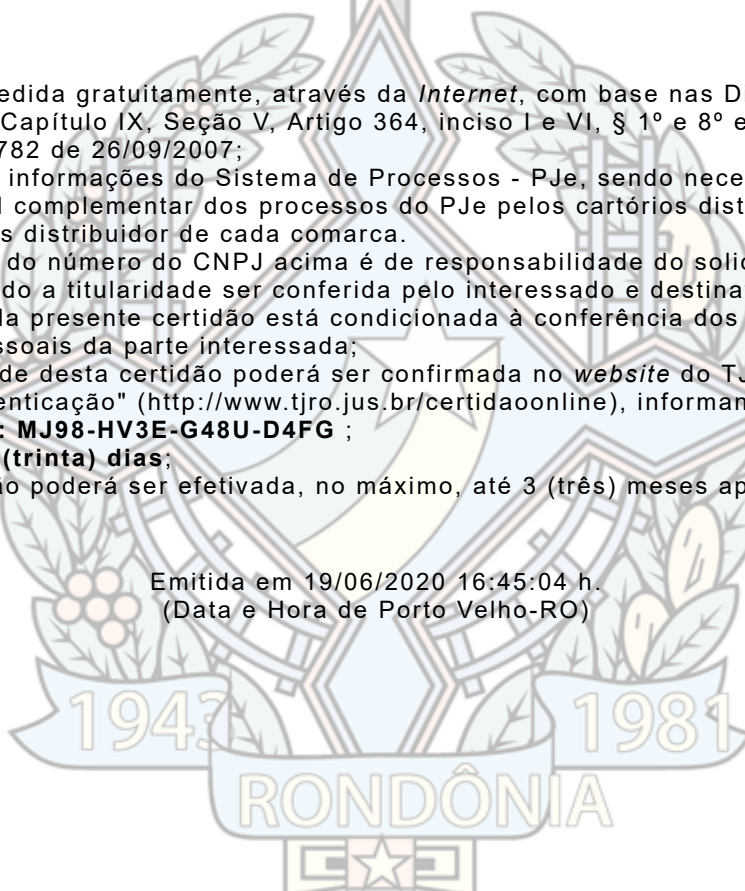 edida gratuitamente, através da Internet, com base nas D
Capítulo IX, Seção V, Artigo 364, inciso I e VI, § 1º e 8º e
782 de 26/09/2007;
informações do Sistema de Processos - PJe, sendo nece
l complementar dos processos do PJe pelos cartórios dist
s distribuidor de cada comarca.
do número do CNPJ acima é de responsabilidade do solic
do a titularidade ser conferida pelo interessado e destina
da presente certidão está condicionada à conferência dos
ssoais da parte interessada;
de desta certidão poderá ser confirmada no website do TJ
enticação" (http://www.tjro.jus.br/certidaoonline), informan
: MJ98-HV3E-G48U-D4FG ;
(trinta) dias;
ão poderá ser efetivada, no máximo, até 3 (três) meses ap
Emitida em 19/06/2020 16:45:04 h.
(Data e Hora de Porto Velho-RO)
1943 1981
RONDÔNIA